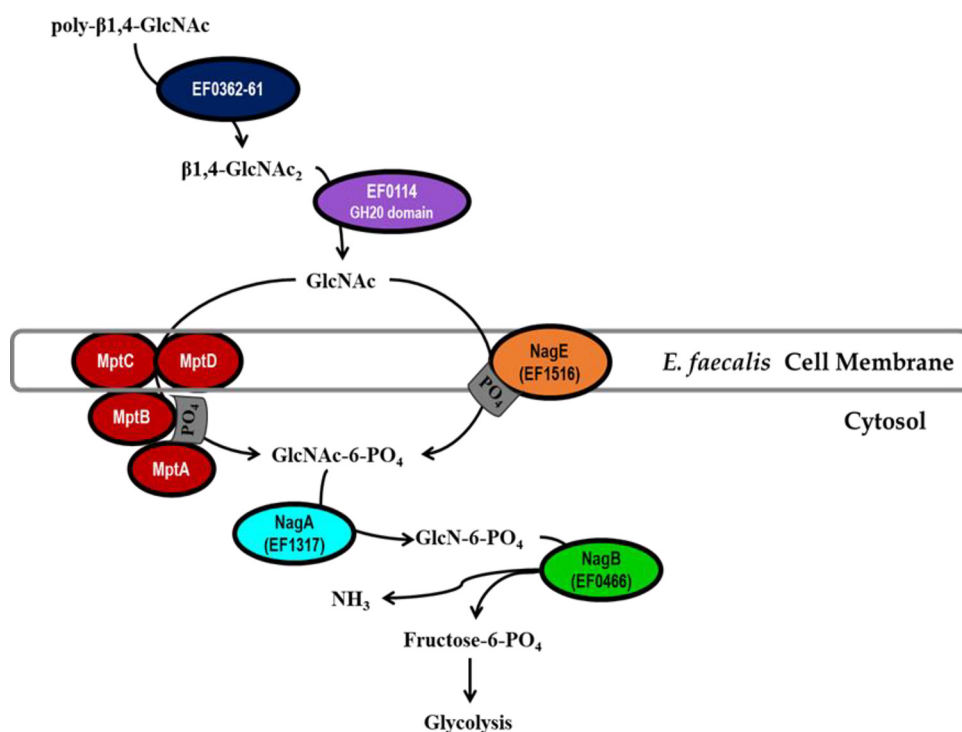 poly-β1,4-GlcNAc
EF0362-61
β1,4-GlcNAc₂
EF0114
GH20 domain
GlcNAc
MptC
MptD
NagE
(EF1516)
E. faecalis Cell Membrane
PO₄
MptB
PO₄
Cytosol
MptA
GlcNAc-6-PO₄
NagA
(EF1317)
GlcN-6-PO₄
NagB
(EF0466)
NH₃
Fructose-6-PO₄
Glycolysis